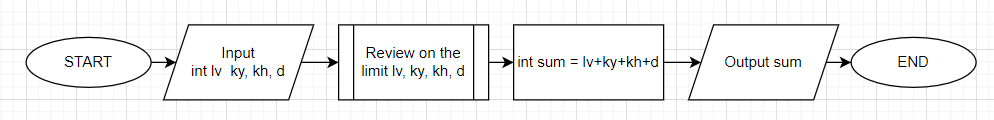 START
Input
int lv  ky, kh, d
Review on the
limit lv, ky, kh, d
int sum = lv+ky+kh+d
Output sum
END